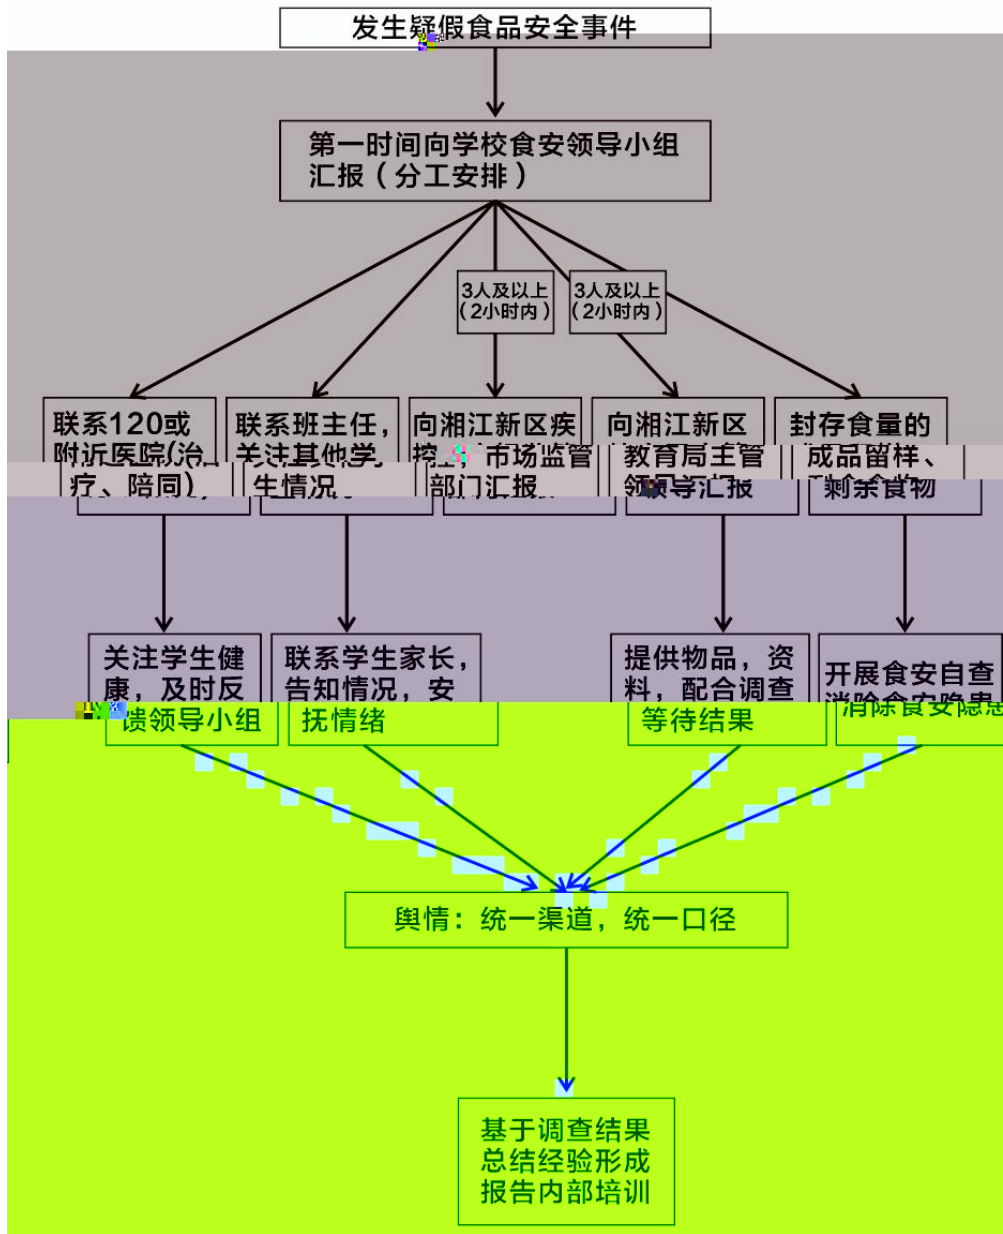 发生疑假食品安全事件
第一时间向学校食安领导小组
汇报（分工安排）
3人及以上
（2小时内）
3人及以上
（2小时内）
联系120或
附近医院(治
疗、陪同)
联系班主任，
关注其他学
生情况。
向湘江新区疾
控，市场监管
部门汇报
向湘江新区
教育局主管
领导汇报
封存食量的
成品留样、
剩余食物
关注学生健
康，及时反
馈领导小组
联系学生家长，
告知情况，安
抚情绪
提供物品，资
料，配合调查
等待结果
开展食安自查
消除食安隐患
舆情：统一渠道，统一口径
基于调查结果
总结经验形成
报告内部培训